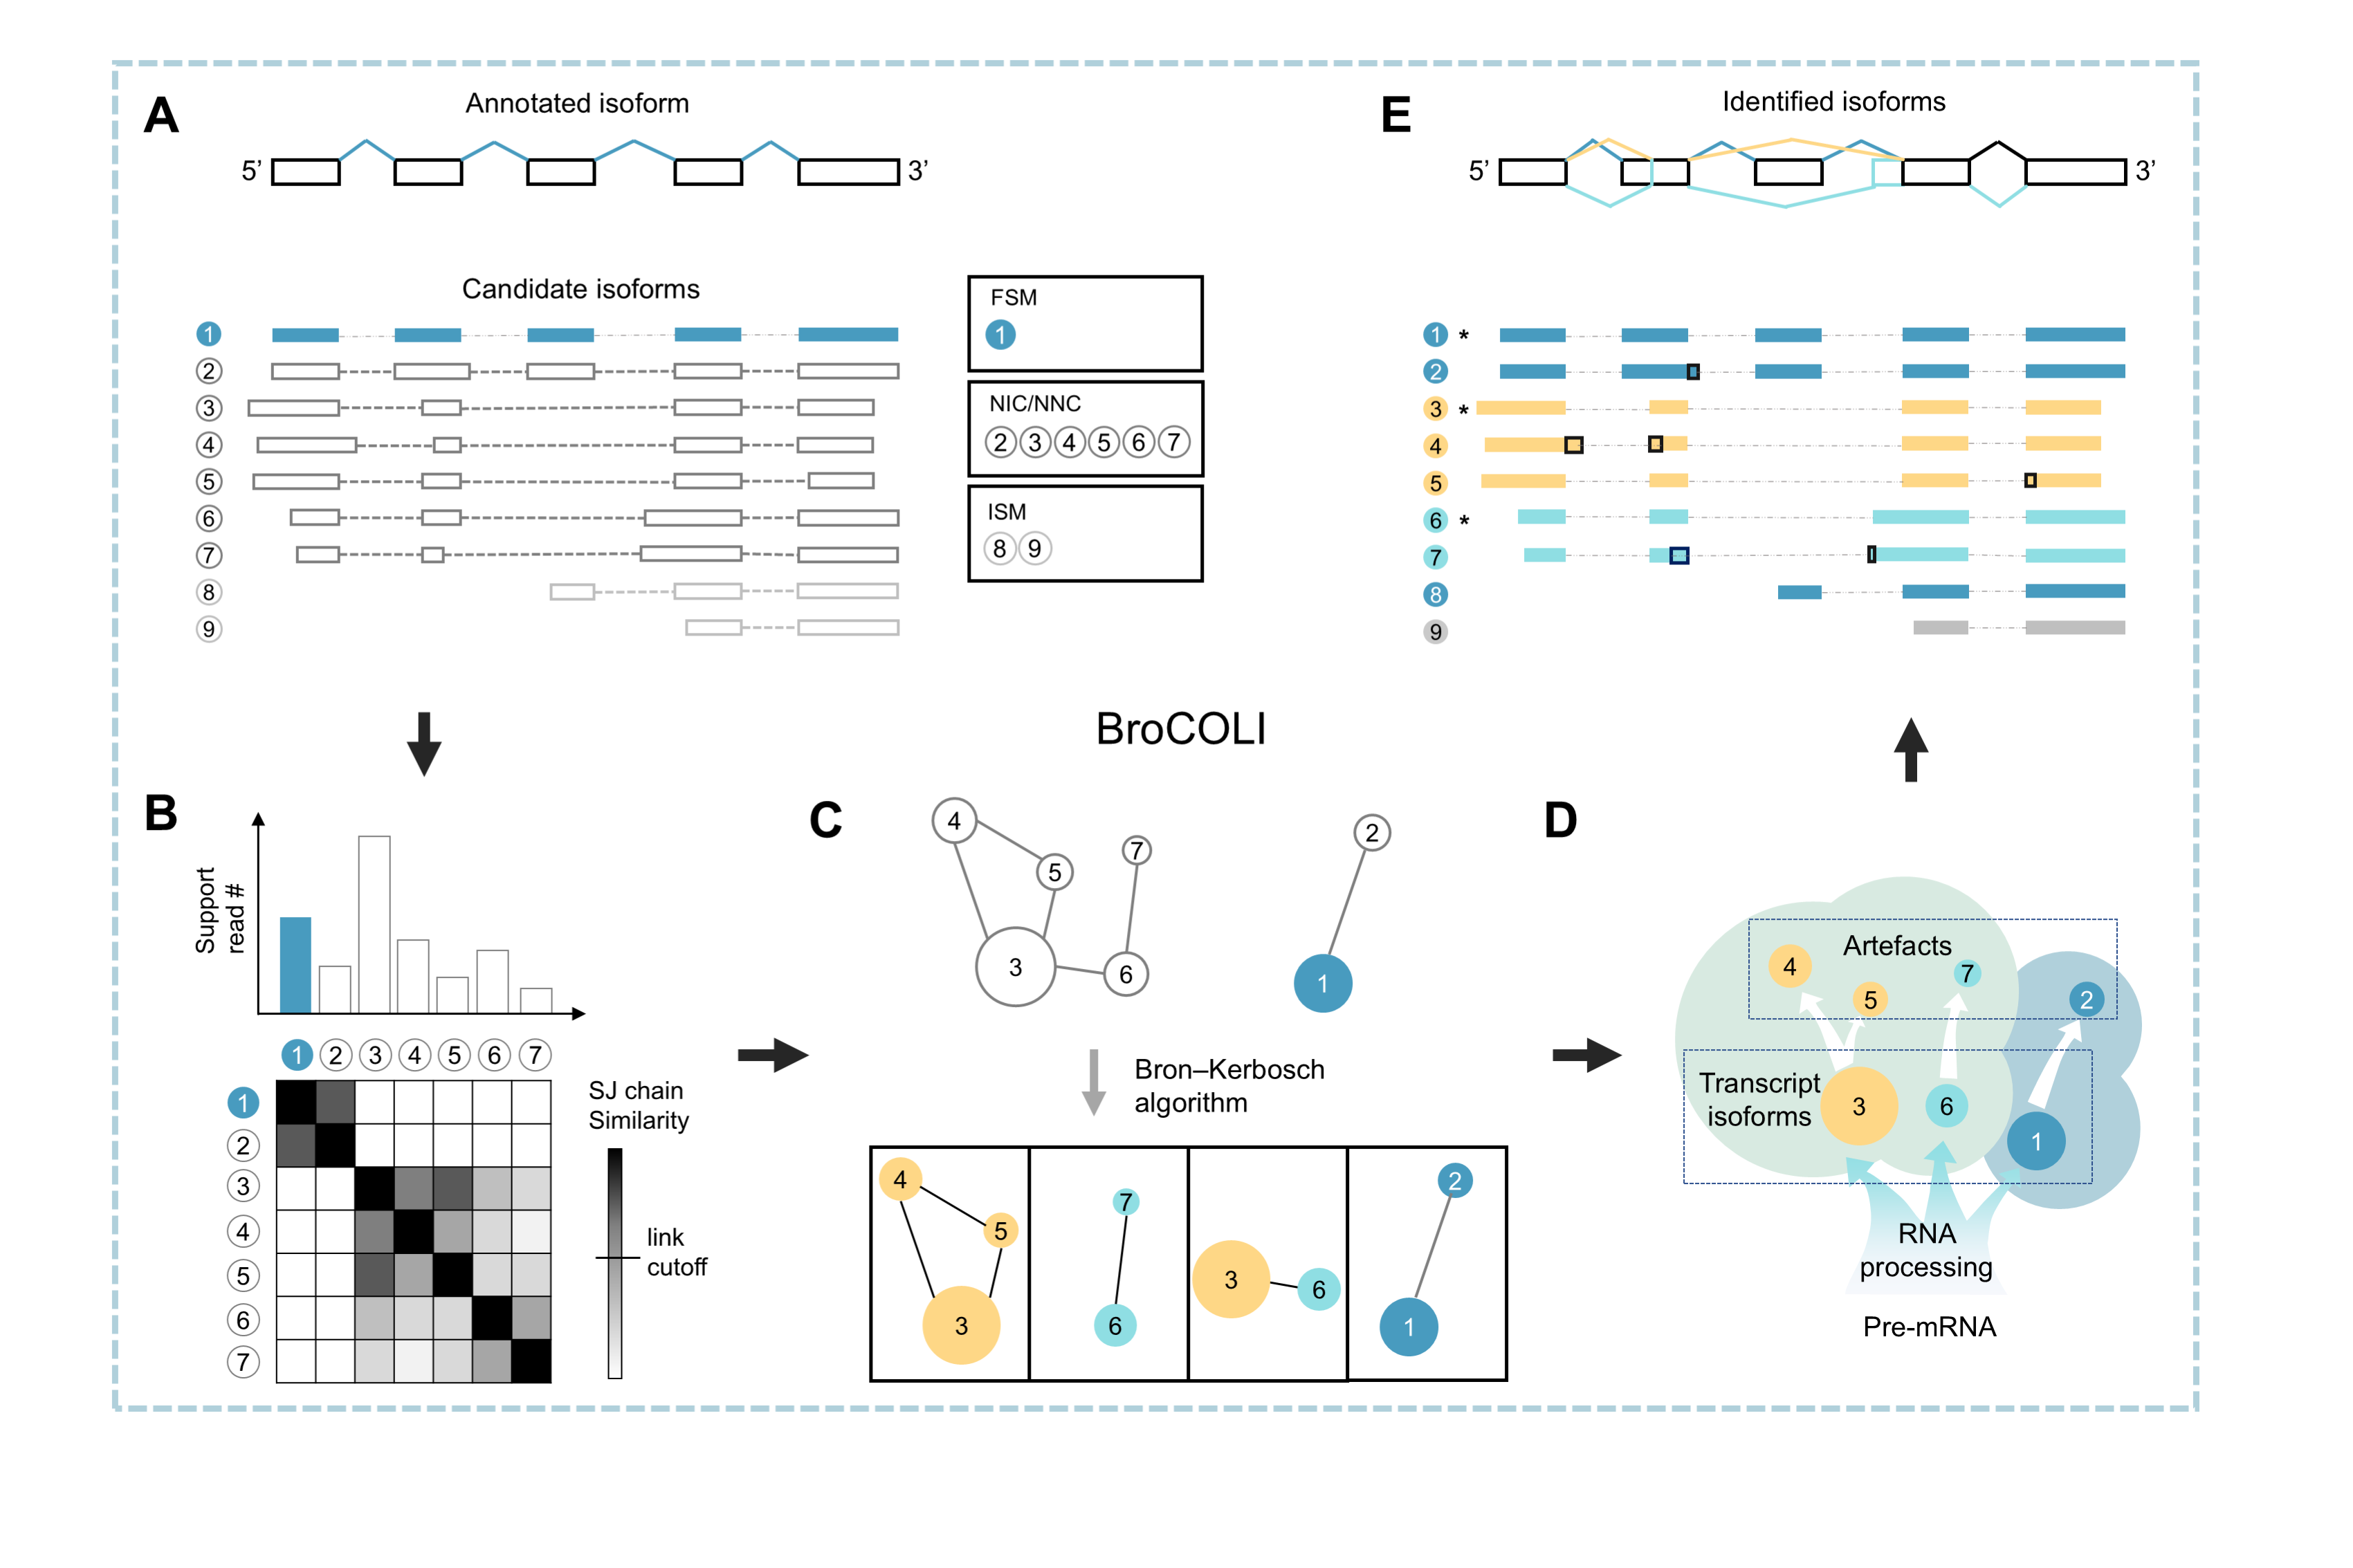 A
Annotated isoform
5’ 3’
Candidate isoforms
1
2
3
4
5
6
7
8
9
FSM
1
NIC/NNC
2 3 4 5 6 7
ISM
8 9
E
Identified isoforms
5’ 3’
1 *
2
3 *
4
5
6 *
7
8
9
BroCOLI
B
Support
read #
1 2 3 4 5 6 7
1
2
3
4
5
6
7
SJ chain
Similarity
link
cutoff
C
4
5
7
3
6
2
1
Bron–Kerbosch
algorithm
4
5
3
7
6
3
6
2
1
D
Artefacts
4
5
7
2
Transcript
isoforms
3
6
1
RNA
processing
Pre-mRNA